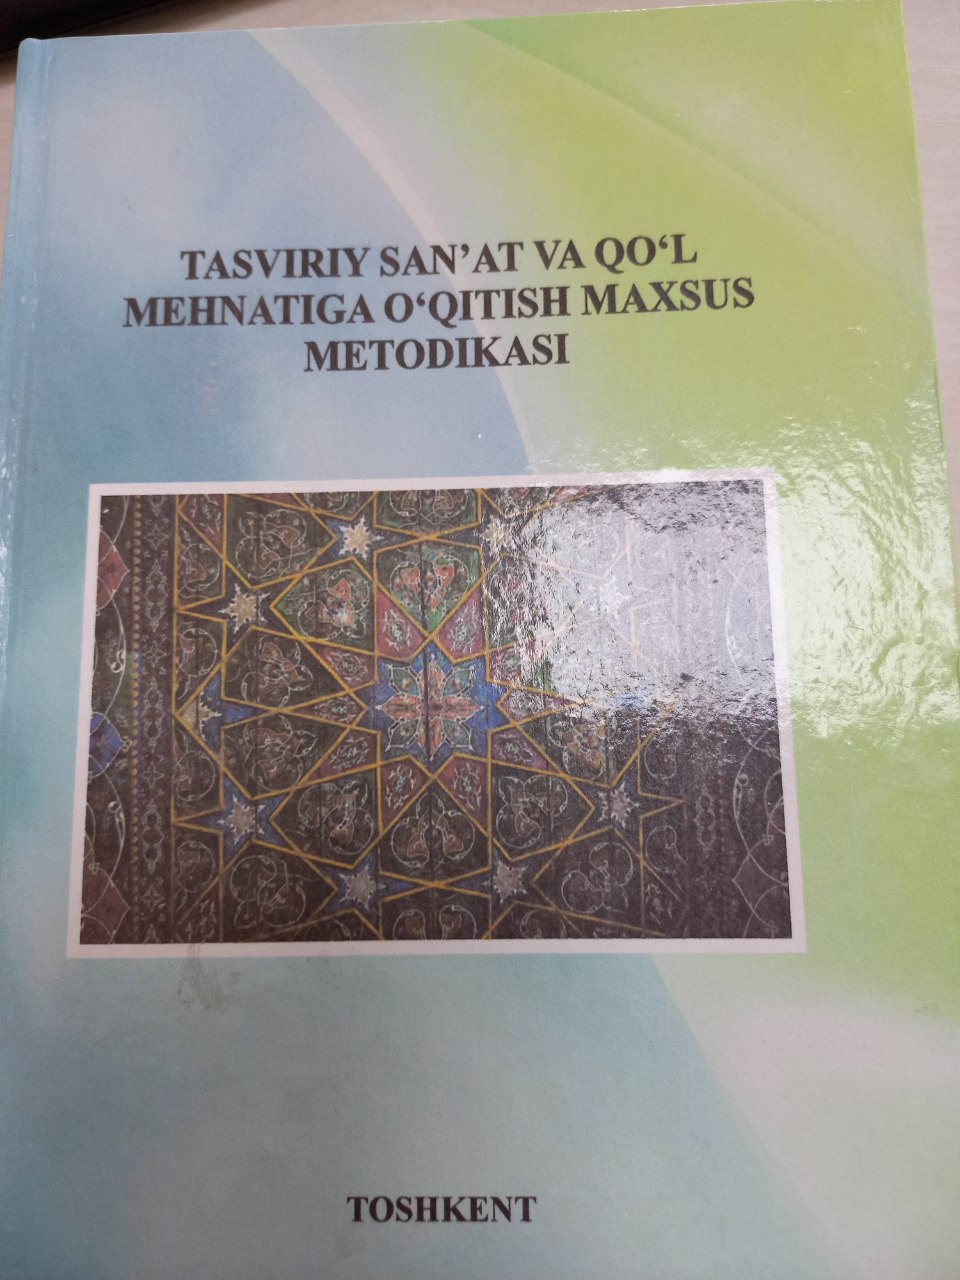 TASVIRIY SAN’AT VA QO‘L
MEHNATIGA O‘QITISH MAXSUS
METODIKASI
TOSHKENT